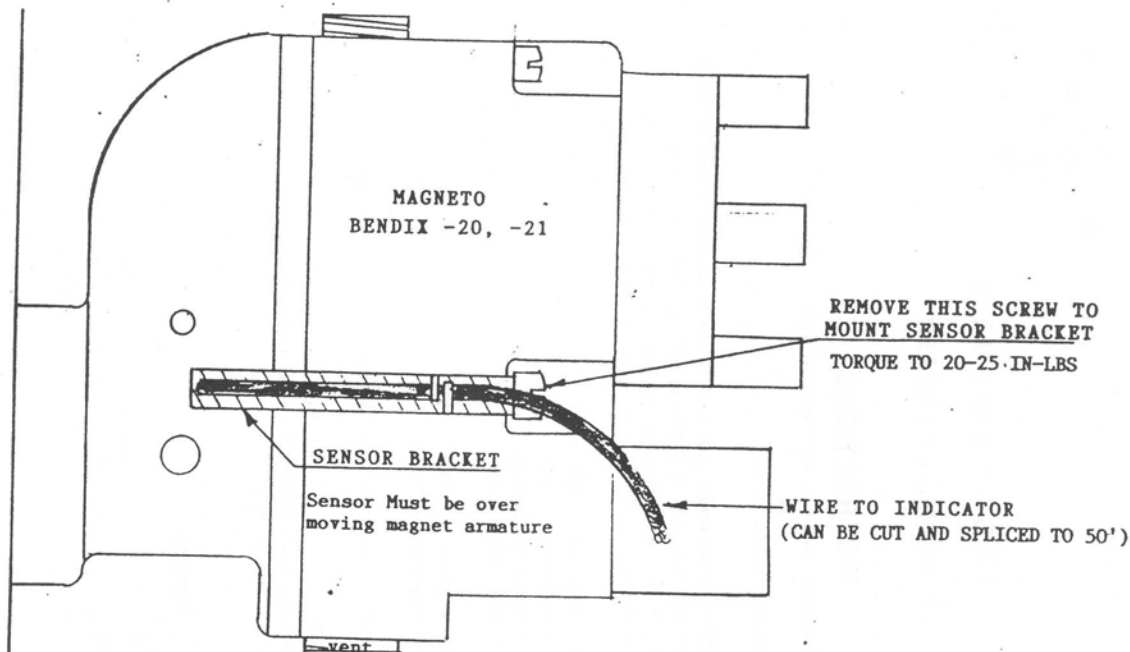 MAGNETO
BENDIX -20, -21
REMOVE THIS SCREW TO
MOUNT SENSOR BRACKET
TORQUE TO 20-25 IN-LBS
SENSOR BRACKET
Sensor Must be over
moving magnet armature
WIRE TO INDICATOR
(CAN BE CUT AND SPLICED TO 50')
vent